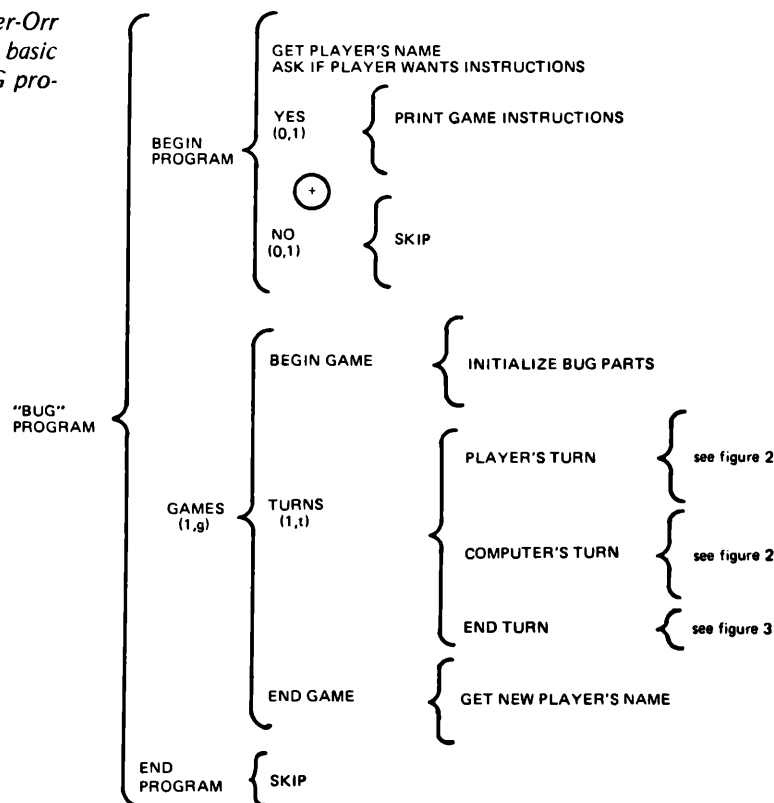 er-Orr
basic
G pro-
GET PLAYER'S NAME
ASK IF PLAYER WANTS INSTRUCTIONS
YES
(0,1)
PRINT GAME INSTRUCTIONS
BEGIN
PROGRAM
+
NO
(0,1)
SKIP
"BUG"
PROGRAM
GAMES
(1,g)
BEGIN GAME
INITIALIZE BUG PARTS
TURNS
(1,t)
PLAYER'S TURN
see figure 2
COMPUTER'S TURN
see figure 2
END TURN
see figure 3
END GAME
GET NEW PLAYER'S NAME
END
PROGRAM
SKIP